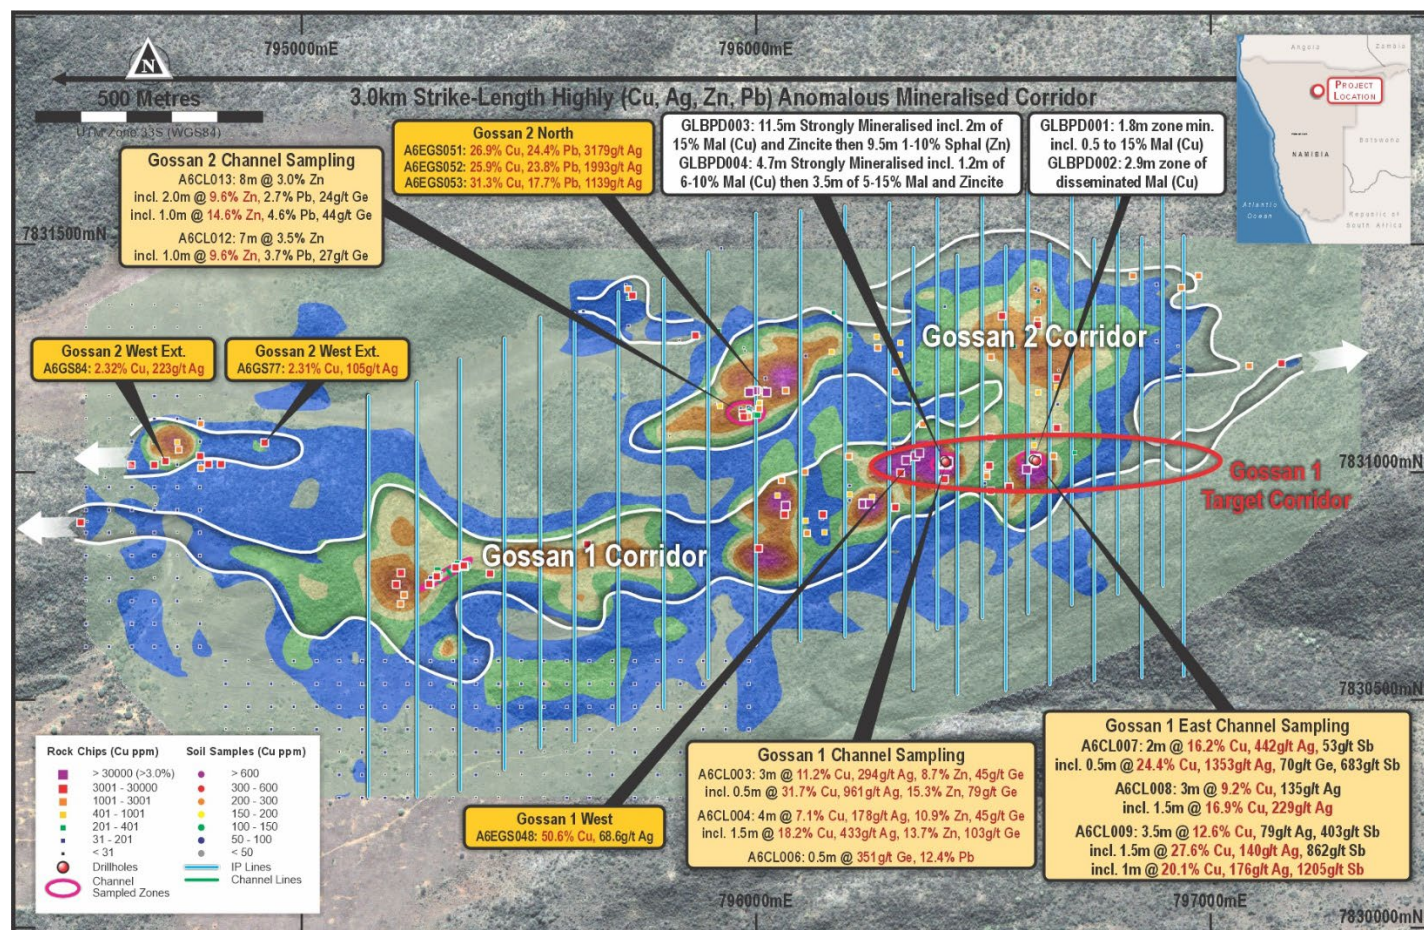 795000mE
796000mE
N
500 Metres
UTM Zone 33S (WGS84)
3.0km Strike-Length Highly (Cu, Ag, Zn, Pb) Anomalous Mineralised Corridor
Angola
Zambia
PROJECT
LOCATION
NAMIBIA
Botswana
Atlantic
Ocean
Republic of
South Africa
Gossan 2 Channel Sampling
A6CL013: 8m @ 3.0% Zn
incl. 2.0m @ 9.6% Zn, 2.7% Pb, 24g/t Ge
incl. 1.0m @ 14.6% Zn, 4.6% Pb, 44g/t Ge
A6CL012: 7m @ 3.5% Zn
incl. 1.0m @ 9.6% Zn, 3.7% Pb, 27g/t Ge
Gossan 2 North
A6EGS051: 26.9% Cu, 24.4% Pb, 3179g/t Ag
A6EGS052: 25.9% Cu, 23.8% Pb, 1993g/t Ag
A6EGS053: 31.3% Cu, 17.7% Pb, 1139g/t Ag
GLBPD003: 11.5m Strongly Mineralised incl. 2m of
15% Mal (Cu) and Zincite then 9.5m 1-10% Sphal (Zn)
GLBPD004: 4.7m Strongly Mineralised incl. 1.2m of
6-10% Mal (Cu) then 3.5m of 5-15% Mal and Zincite
GLBPD001: 1.8m zone min.
incl. 0.5 to 15% Mal (Cu)
GLBPD002: 2.9m zone of
disseminated Mal (Cu)
7831500mN
Gossan 2 West Ext.
A6GS84: 2.32% Cu, 223g/t Ag
Gossan 2 West Ext.
A6GS77: 2.31% Cu, 105g/t Ag
Gossan 2 Corridor
7831000mN
Gossan 1
Target Corridor
Gossan 1 Corridor
7830500mN
Rock Chips (Cu ppm)
> 30000 (>3.0%)
3001 - 30000
1001 - 3001
401 - 1001
201 - 401
31 - 201
< 31
Drillholes
Channel
Sampled Zones
Soil Samples (Cu ppm)
> 600
300 - 600
200 - 300
150 - 200
100 - 150
50 - 100
< 50
IP Lines
Channel Lines
Gossan 1 West
A6EGS048: 50.6% Cu, 68.6g/t Ag
Gossan 1 Channel Sampling
A6CL003: 3m @ 11.2% Cu, 294g/t Ag, 8.7% Zn, 45g/t Ge
incl. 0.5m @ 31.7% Cu, 961g/t Ag, 15.3% Zn, 79g/t Ge
A6CL004: 4m @ 7.1% Cu, 178g/t Ag, 10.9% Zn, 45g/t Ge
incl. 1.5m @ 18.2% Cu, 433g/t Ag, 13.7% Zn, 103g/t Ge
A6CL006: 0.5m @ 351g/t Ge, 12.4% Pb
Gossan 1 East Channel Sampling
A6CL007: 2m @ 16.2% Cu, 442g/t Ag, 53g/t Sb
incl. 0.5m @ 24.4% Cu, 1353g/t Ag, 70g/t Ge, 683g/t Sb
A6CL008: 3m @ 9.2% Cu, 135g/t Ag
incl. 1.5m @ 16.9% Cu, 229g/t Ag
A6CL009: 3.5m @ 12.6% Cu, 79g/t Ag, 403g/t Sb
incl. 1.5m @ 27.6% Cu, 140g/t Ag, 862g/t Sb
incl. 1m @ 20.1% Cu, 176g/t Ag, 1205g/t Sb
796000mE
797000mE
7830000mN